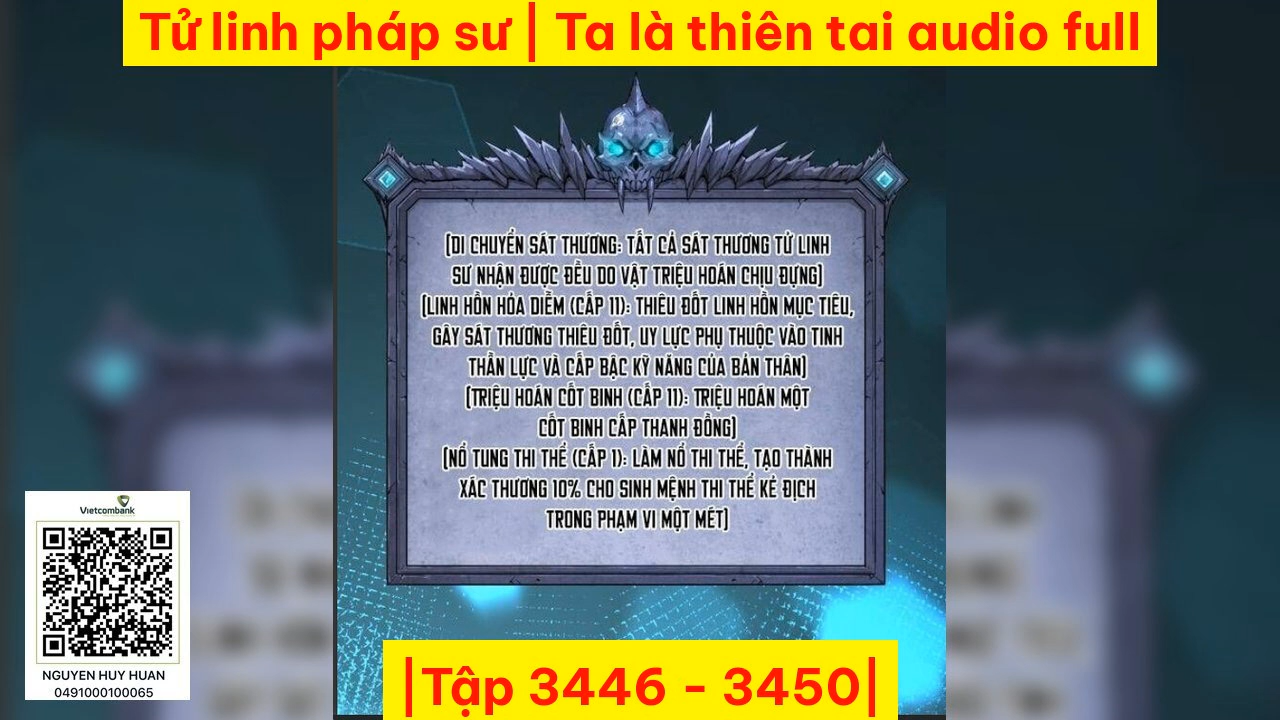 Tử linh pháp sư | Ta là thiên tai audio full
[DI CHUYỂN SÁT THƯƠNG: TẤT CẢ SÁT THƯƠNG TỬ LINH
SƯ NHẬN ĐƯỢC ĐỀU DO VẬT TRIỆU HOÁN CHỊU ĐỰNG]
[LINH HỒN HỎA DIỄM (CẤP 11): THIÊU ĐỐT LINH HỒN MỤC TIÊU,
GÂY SÁT THƯƠNG THIÊU ĐỐT, UY LỰC PHỤ THUỘC VÀO TINH
THẦN LỰC VÀ CẤP BẬC KỸ NĂNG CỦA BẢN THÂN]
[TRIỆU HOÁN CỐT BINH (CẤP 11): TRIỆU HOÁN MỘT
CỐT BINH CẤP THANH ĐỒNG]
[NỔ TUNG THI THỂ (CẤP 1): LÀM NỔ THI THỂ, TẠO THÀNH
XÁC THƯƠNG 10% CHO SINH MỆNH THI THỂ KẺ ĐỊCH
TRONG PHẠM VI MỘT MÉT]
Vietcombank
NGUYEN HUY HUAN
0491000100065
|Tập 3446 - 3450|